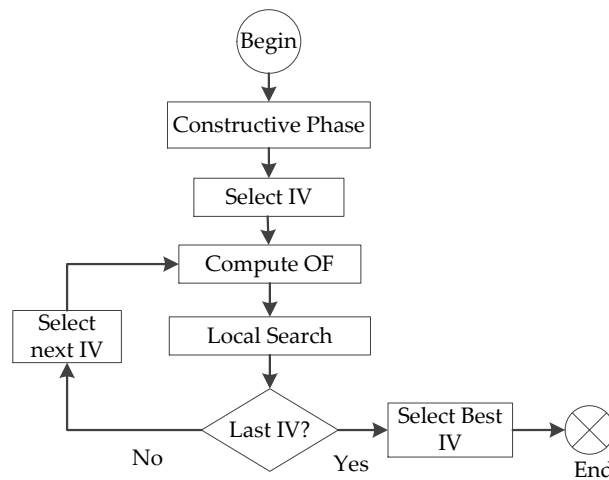 Begin
Constructive Phase
Select IV
Compute OF
Select
next IV
Local Search
Last IV?
Select Best
IV
No
Yes
End